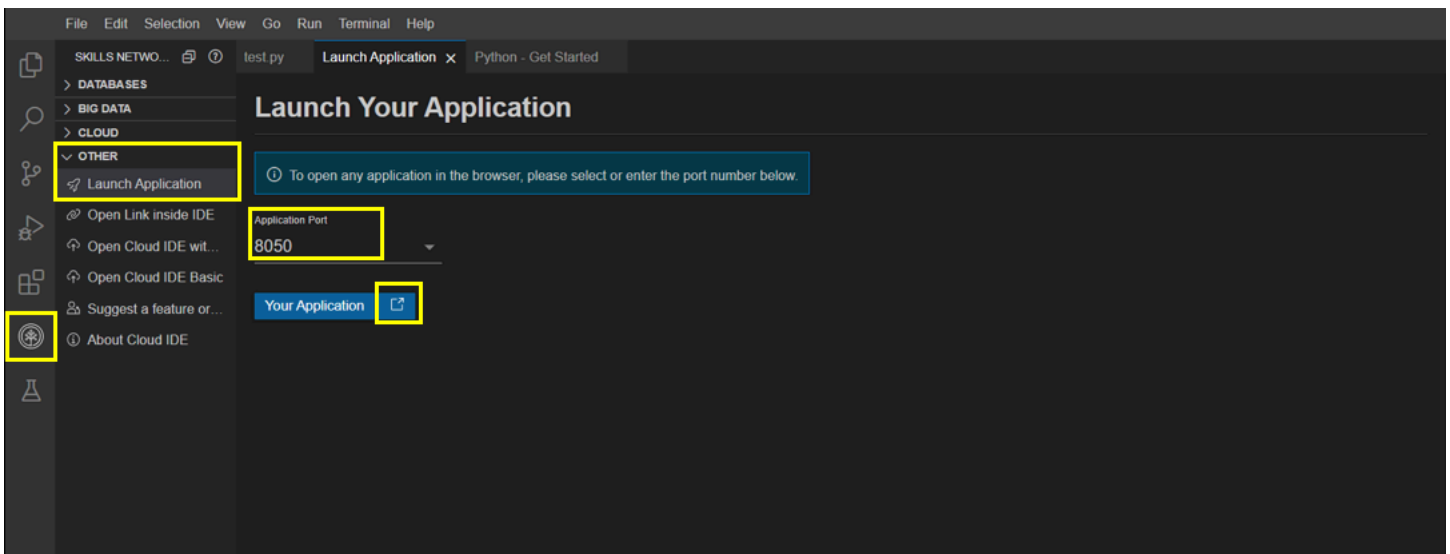 File Edit Selection View Go Run Terminal Help
SKILLS NETWO...
test.py Launch Application Python - Get Started
DATABASES
BIG DATA
CLOUD
OTHER
Launch Application
Open Link inside IDE
Open Cloud IDE wit...
Open Cloud IDE Basic
Suggest a feature or...
About Cloud IDE
Launch Your Application
To open any application in the browser, please select or enter the port number below.
Application Port
8050
Your Application